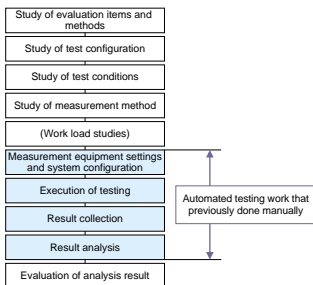 Study of evaluation items and
methods
Study of test configuration
Study of test conditions
Study of measurement method
(Work load studies)
Measurement equipment settings
and system configuration
Execution of testing
Result collection
Result analysis
Evaluation of analysis result
Automated testing work that
previously done manually